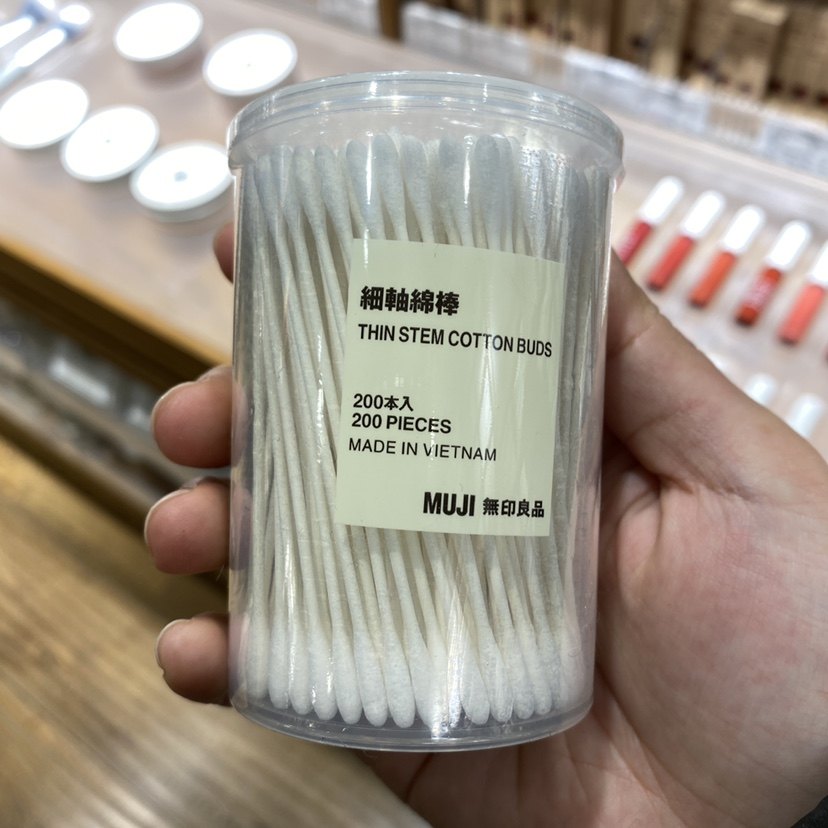 細軸綿棒
THIN STEM COTTON BUDS
200本入
200 PIECES
MADE IN VIETNAM
MUJI 無印良品